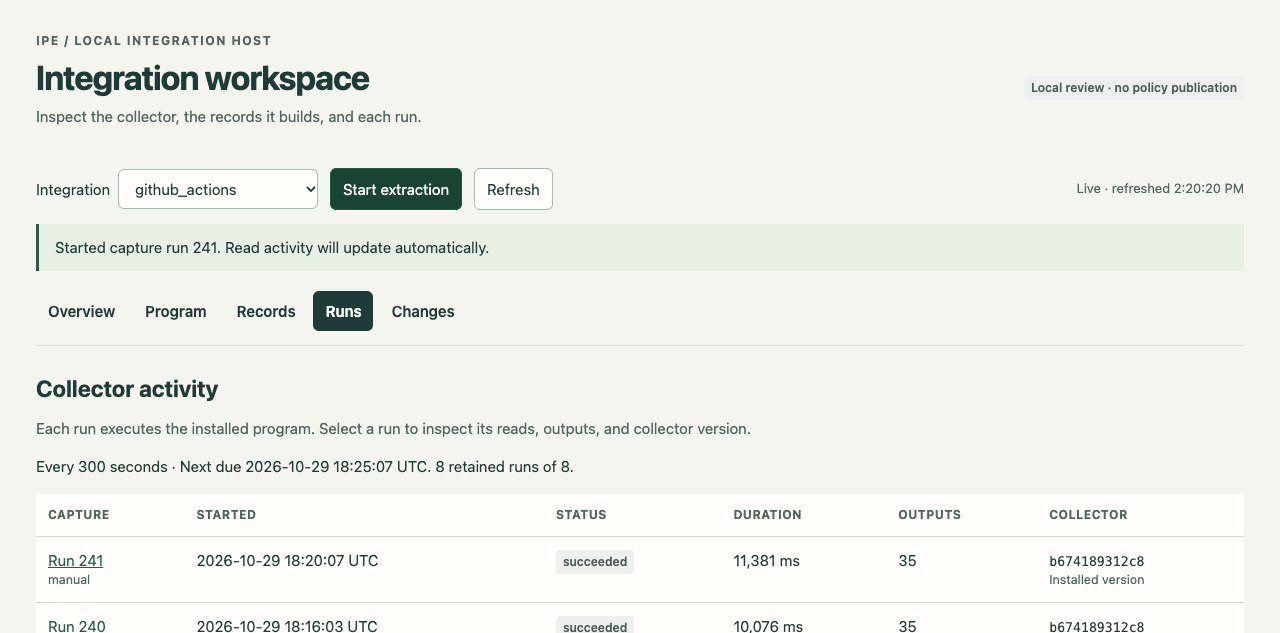 IPE / LOCAL INTEGRATION HOST
Integration workspace
Local review · no policy publication
Inspect the collector, the records it builds, and each run.
Integration github_actions Start extraction Refresh Live · refreshed 2:20:20 PM
Started capture run 241. Read activity will update automatically.
Overview Program Records Runs Changes
Collector activity
Each run executes the installed program. Select a run to inspect its reads, outputs, and collector version.
Every 300 seconds · Next due 2026-10-29 18:25:07 UTC. 8 retained runs of 8.
CAPTURE STARTED STATUS DURATION OUTPUTS COLLECTOR
Run 241 2026-10-29 18:20:07 UTC succeeded 11,381 ms 35 b674189312c8
manual Installed version
Run 240 2026-10-29 18:16:03 UTC succeeded 10,076 ms 35 b674189312c8